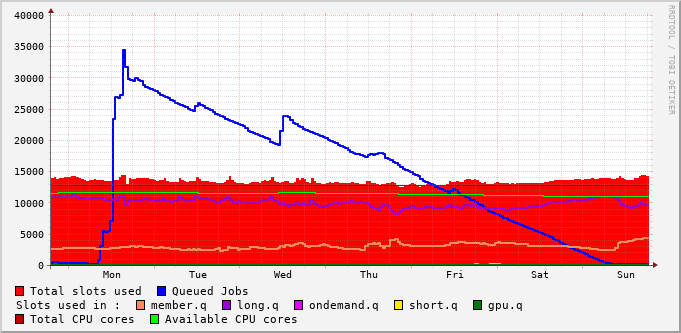 40000
35000
30000
25000
20000
15000
10000
5000
0
Mon Tue Wed Thu Fri Sat Sun
RRDTOOL / TOBI OETIKER
Total slots used Queued Jobs
Slots used in : member.q long.q ondemand.q short.q gpu.q
Total CPU cores Available CPU cores